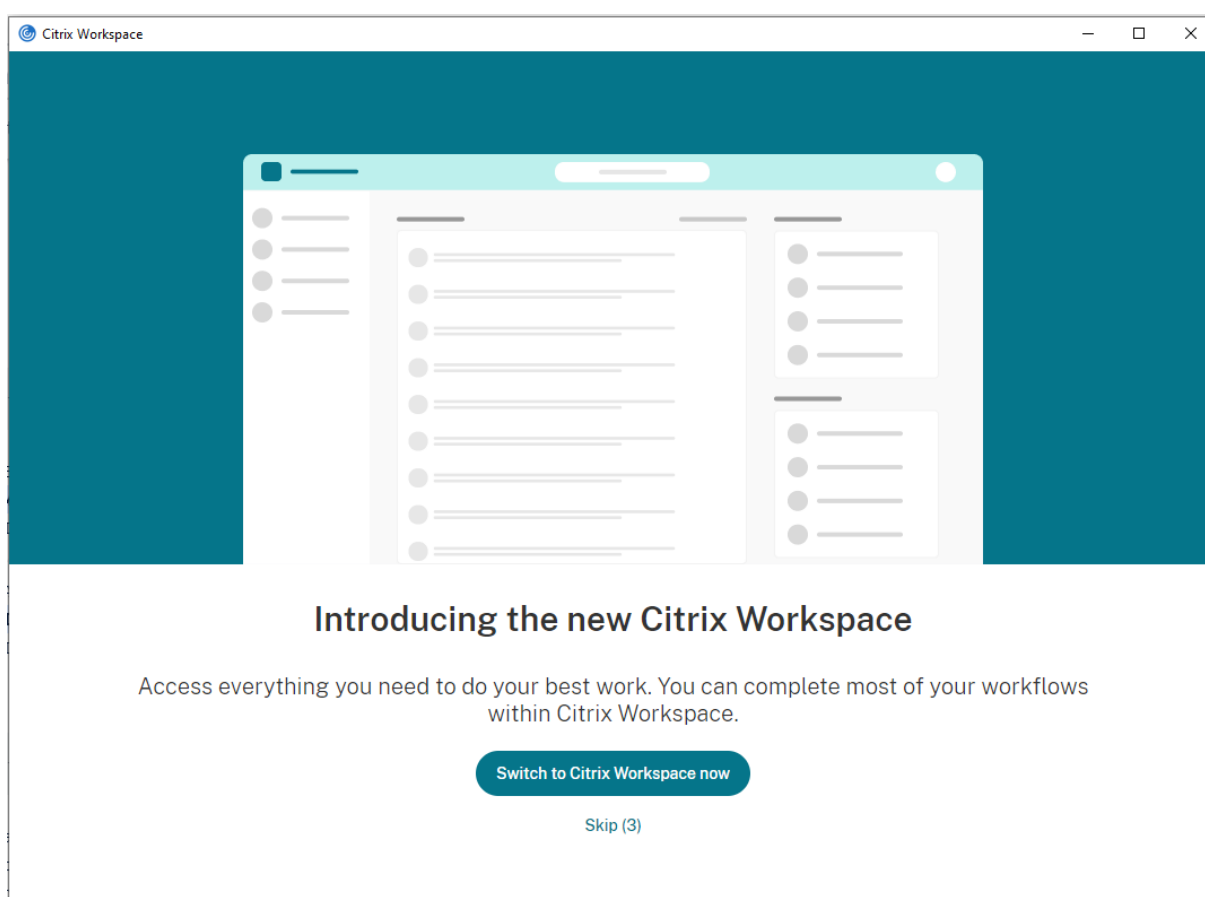 Citrix Workspace
Introducing the new Citrix Workspace
Access everything you need to do your best work. You can complete most of your workflows
within Citrix Workspace.
Switch to Citrix Workspace now
Skip (3)